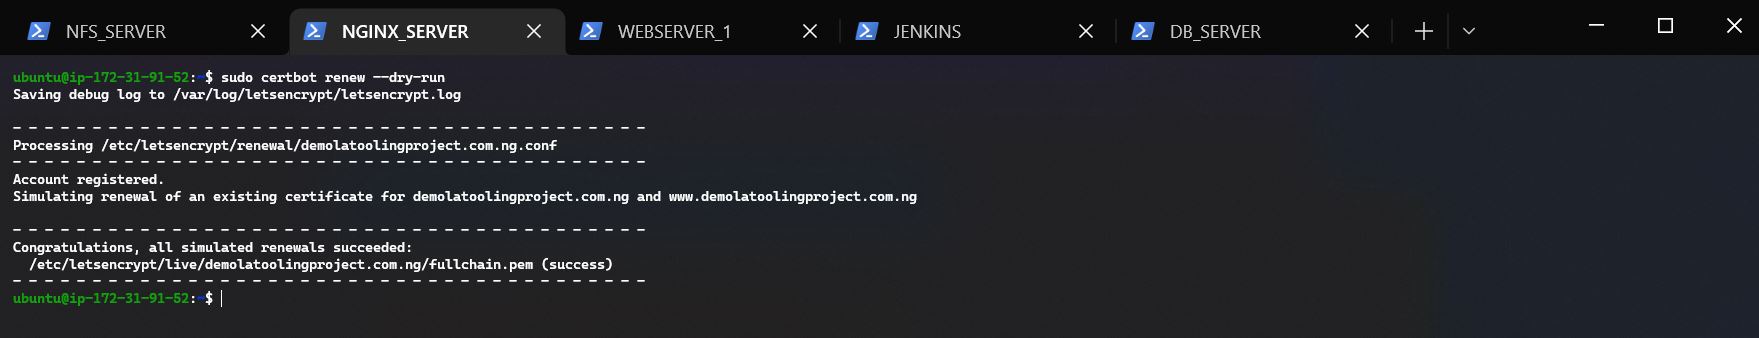 NFS_SERVER
NGINX_SERVER
WEBSERVER_1
JENKINS
DB_SERVER
ubuntu@ip-172-31-91-52:~$ sudo certbot renew --dry-run
Saving debug log to /var/log/letsencrypt/letsencrypt.log
- - - - - - - - - - - - - - - - - - - - - - - - - - - - - - - - - - - - - - - -
Processing /etc/letsencrypt/renewal/demolatoolingproject.com.ng.conf
- - - - - - - - - - - - - - - - - - - - - - - - - - - - - - - - - - - - - - - -
Account registered.
Simulating renewal of an existing certificate for demolatoolingproject.com.ng and www.demolatoolingproject.com.ng
- - - - - - - - - - - - - - - - - - - - - - - - - - - - - - - - - - - - - - - -
Congratulations, all simulated renewals succeeded:
/etc/letsencrypt/live/demolatoolingproject.com.ng/fullchain.pem (success)
- - - - - - - - - - - - - - - - - - - - - - - - - - - - - - - - - - - - - - - -
ubuntu@ip-172-31-91-52:~$